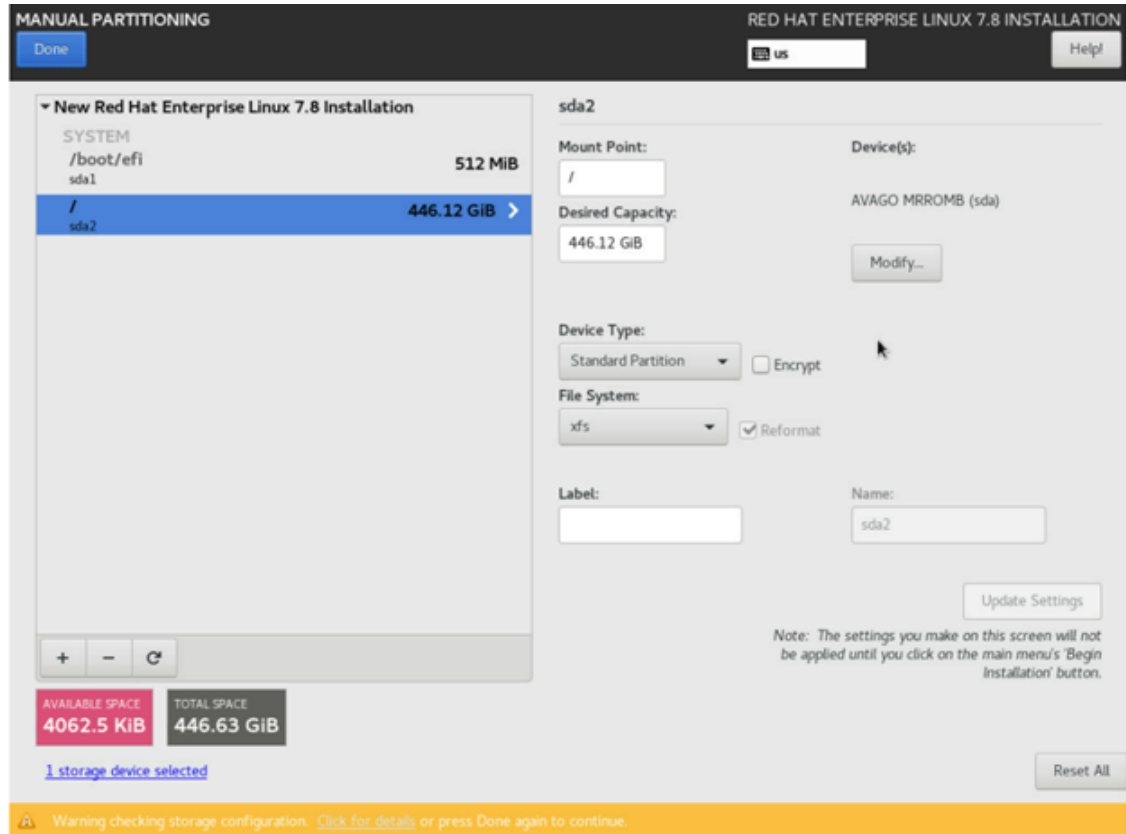 MANUAL PARTITIONING
RED HAT ENTERPRISE LINUX 7.8 INSTALLATION
Done
us
Help!
New Red Hat Enterprise Linux 7.8 Installation
SYSTEM
/boot/efi
512 MiB
sda1
/
446.12 GiB
sda2
sda2
Mount Point:
/
Desired Capacity:
446.12 GiB
Device(s):
AVAGO MRROMB (sda)
Modify...
Device Type:
Standard Partition
Encrypt
File System:
xfs
Reformat
Label:
Name:
sda2
Update Settings
Note: The settings you make on this screen will not
be applied until you click on the main menu's 'Begin
Installation' button.
+ −
AVAILABLE SPACE
4062.5 KiB
TOTAL SPACE
446.63 GiB
1 storage device selected
Reset All
Warning checking storage configuration. Click for details or press Done again to continue.